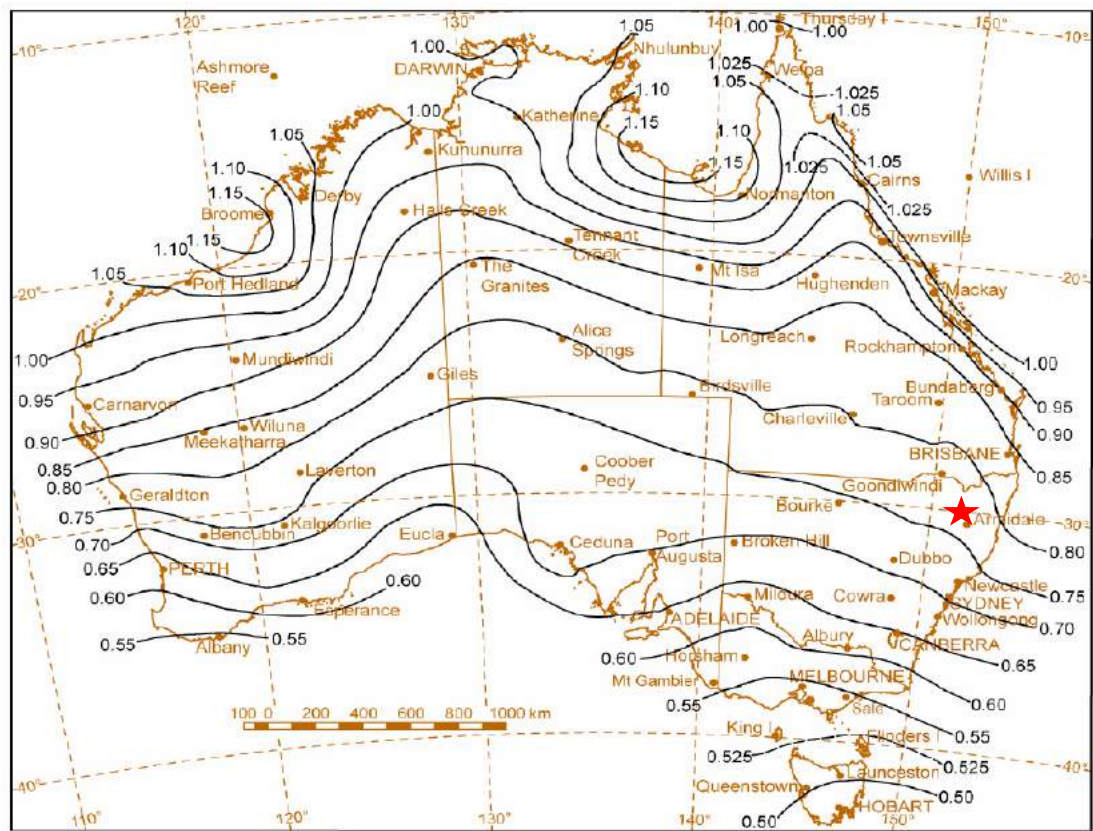 120°
130°
140°
150°
-10°
Thursday I
1.00
1.00
10°
1.05
1.00
Nhulunbuy
DARWIN
Weipa
Ashmore
Reef
1.025
1.05
1.025
1.10
1.05
Katherine
1.00
1.15
1.10
1.05
Kununurra
1.15
1.025
1.05
1.10
Cairns
Willis I
1.15
Derby
Normanton
1.025
Broome
Halls Creek
1.10
1.15
Tennant
Creek
Townsville
The
Granites
Mt Isa
1.05
Port Hedland
Hughenden
20°
-20°
Mackay
Alice
Springs
Longreach
Rockhampton
1.00
Mundiwindi
1.00
Giles
Birdsville
Bundaberg
0.95
Carnarvon
Taroom
0.95
Charleville
0.90
Wiluna
0.90
Meekatharra
BRISBANE
0.85
Laverton
Coober
Pedy
0.85
0.80
Goondiwindi
Geraldton
Bourke
0.75
Kalgoorlie
Armidale
30°
-30°
0.70
Bencubbin
Eucla
Ceduna
Port
Augusta
Broken Hill
0.80
Dubbo
0.65
PERTH
Newcastle
0.75
0.60
0.60
Esperance
Mildura
Cowra
SYDNEY
Wollongong
0.70
ADELAIDE
0.55
0.55
Albury
CANBERRA
Albany
0.60
Horsham
0.65
MELBOURNE
Mt Gambier
0.55
0.60
Sale
100 0 200 400 600 800 1000 km
King I
Flinders I
0.55
0.525
0.525
40°
-40°
Launceston
Queenstown
0.50
HOBART
0.50
110°
120°
130°
140°
150°